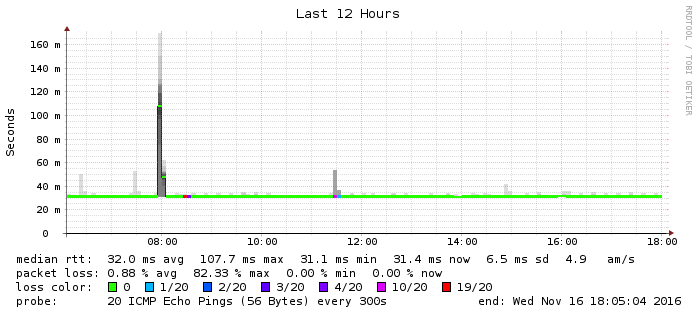 Last 12 Hours
RRDTOOL / TOBI OETIKER
Seconds
160 m
140 m
120 m
100 m
80 m
60 m
40 m
20 m
0
08:00 10:00 12:00 14:00 16:00 18:00
median rtt: 32.0 ms avg 107.7 ms max 31.1 ms min 31.4 ms now 6.5 ms sd 4.9 am/s
packet loss: 0.88 % avg 82.33 % max 0.00 % min 0.00 % now
loss color: 0 1/20 2/20 3/20 4/20 10/20 19/20
probe: 20 ICMP Echo Pings (56 Bytes) every 300s end: Wed Nov 16 18:05:04 2016